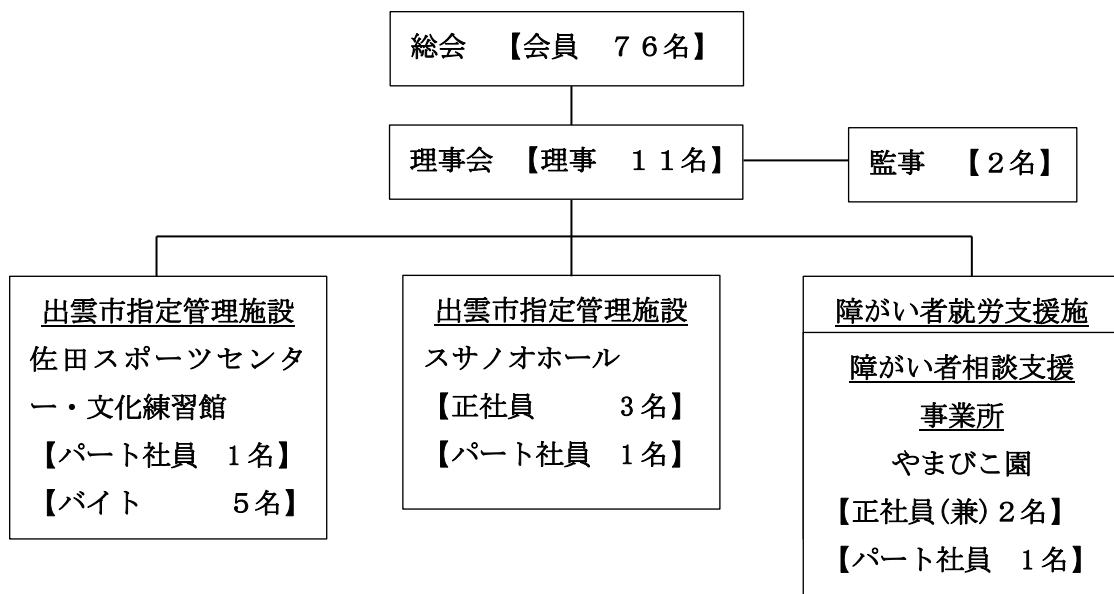 総会　【会員　７６名】
理事会　【理事　１１名】
監事　【２名】
出雲市指定管理施設
佐田スポーツセンタ
ー・文化練習館
【パート社員　１名】
【バイト　　　５名】
出雲市指定管理施設
スサノオホール
【正社員　　　３名】
【パート社員　１名】
障がい者就労支援施
障がい者相談支援
事業所
やまびこ園
【正社員(兼)２名】
【パート社員　１名】